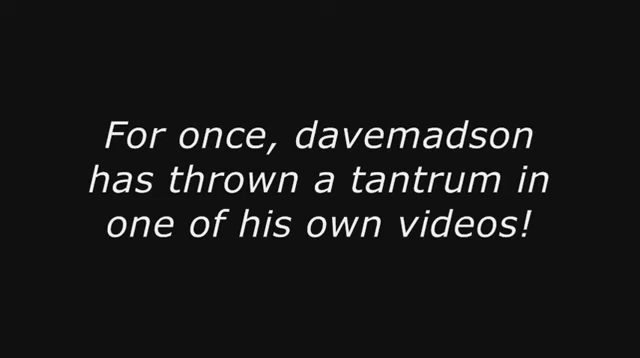 For once, davemadson
has thrown a tantrum in
one of his own videos!